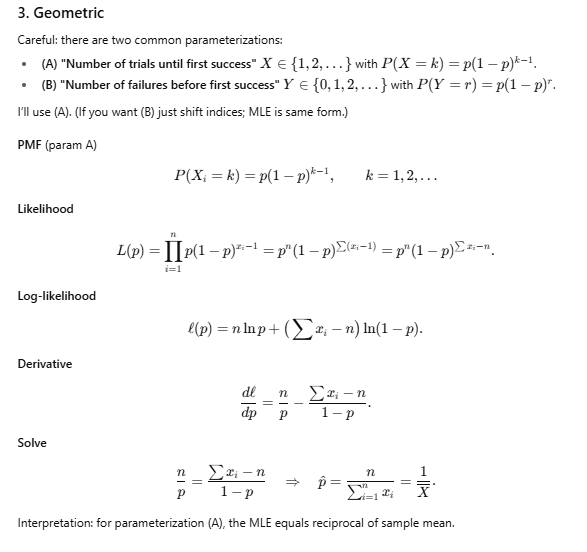 3. Geometric
Careful: there are two common parameterizations:
• (A) "Number of trials until first success" X ∈ {1, 2, …} with P(X = k) = p(1 − p)^{k−1}.
• (B) "Number of failures before first success" Y ∈ {0, 1, 2, …} with P(Y = r) = p(1 − p)^r.
I'll use (A). (If you want (B) just shift indices; MLE is same form.)
PMF (param A)
P(X_i = k) = p(1 − p)^{k−1},  k = 1, 2, …
Likelihood
L(p) = ∏_{i=1}^{n} p(1 − p)^{x_i−1} = p^n(1 − p)^{∑(x_i−1)} = p^n(1 − p)^{∑ x_i−n}.
Log-likelihood
ℓ(p) = n ln p + (∑ x_i − n) ln(1 − p).
Derivative
dℓ/dp = n/p − (∑ x_i − n)/(1 − p).
Solve
n/p = (∑ x_i − n)/(1 − p) ⇒ p̂ = n/(∑_{i=1}^{n} x_i) = 1/X̄.
Interpretation: for parameterization (A), the MLE equals reciprocal of sample mean.